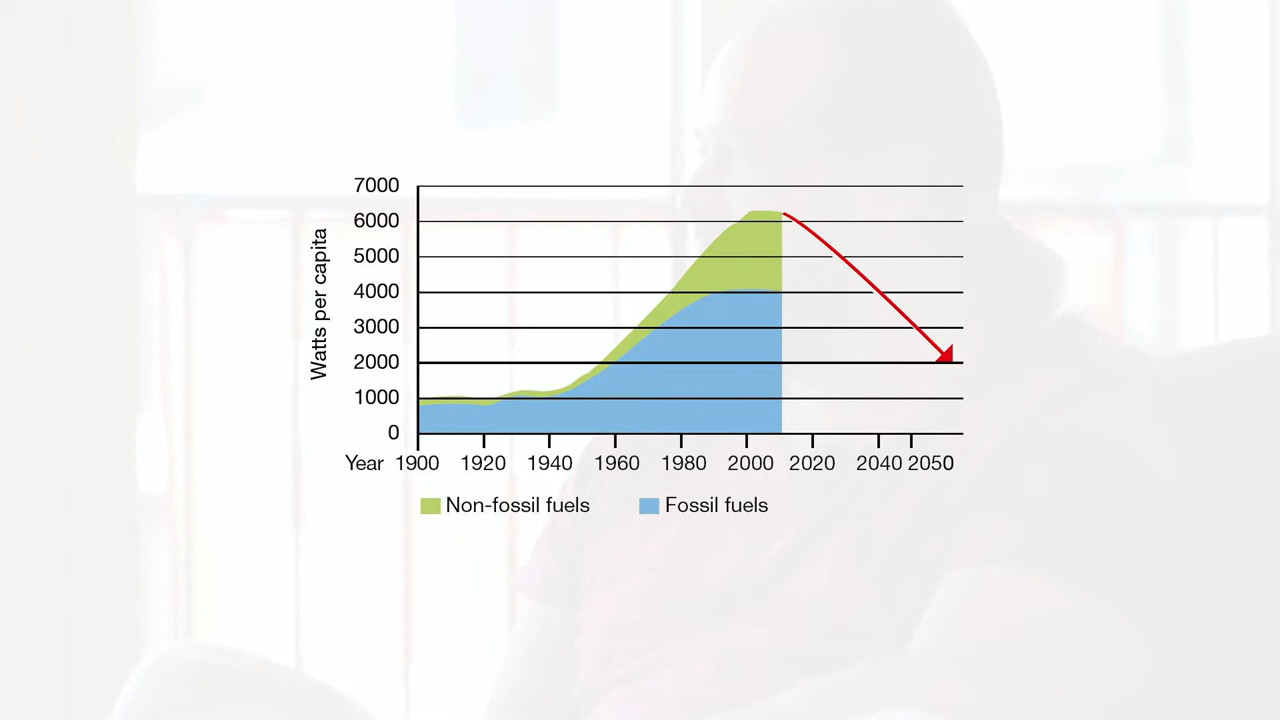 7000
6000
5000
4000
3000
2000
1000
0
Watts per capita
Year 1900 1920 1940 1960 1980 2000 2020 2040 2050
Non-fossil fuels Fossil fuels